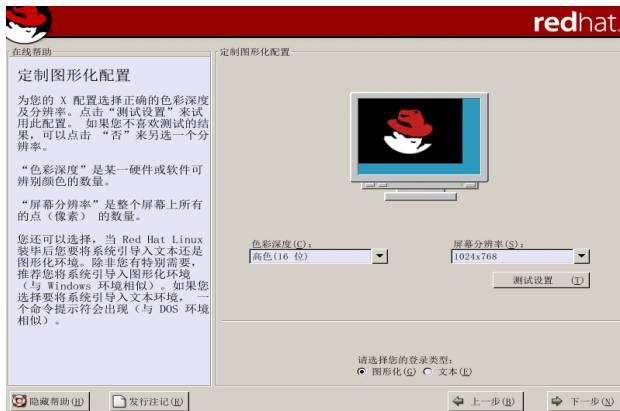 redhat.
在线帮助
定制图形化配置
为您的 X 配置选择正确的色彩深度
及分辨率。点击“测试设置”来试
用此配置。 如果您不喜欢测试的结
果，可以点击 “否”来另选一个分
辨率。
“色彩深度”是某一硬件或软件可
辨别颜色的数量。
“屏幕分辨率”是整个屏幕上所有
的点（像素） 的数量。
您还可以选择，当 Red Hat Linux
装毕后您要将系统引导入文本还是
图形化环境。除非您有特别需要，
推荐您将系统引导入图形化环境
（与 Windows 环境相似）。如果您
选择要将系统引导入文本环境， 一
个命令提示符会出现（与 DOS 环境
相似）。
定制图形化配置
色彩深度(C)：
高色(16 位)
屏幕分辨率(S)：
1024x768
测试设置 (T)
请选择您的登录类型：
图形化(G) 文本(E)
隐藏帮助(H) 发行注记(R) 上一步(B) 下一步(N)